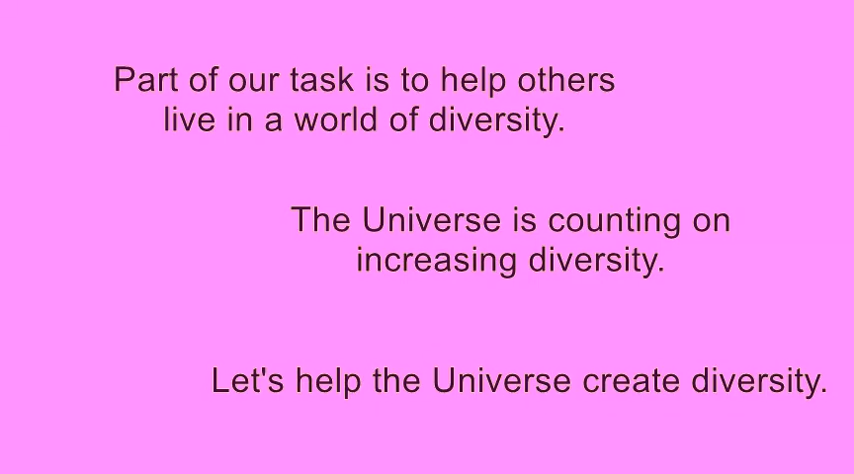 Part of our task is to help others
live in a world of diversity.
The Universe is counting on
increasing diversity.
Let's help the Universe create diversity.